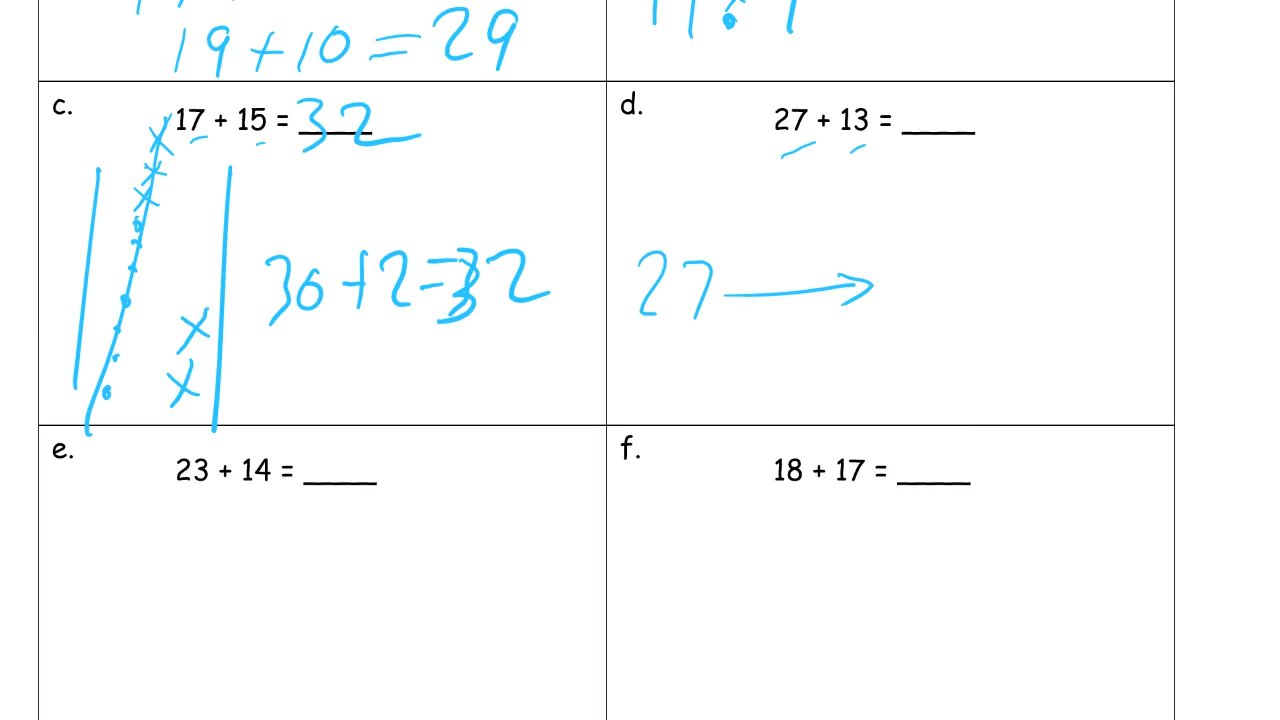 19 + 10 = 29
c.
17 + 15 = 32
30 + 2 = 32
d.
27 + 13 = _____
27 →
e.
23 + 14 = _____
f.
18 + 17 = _____